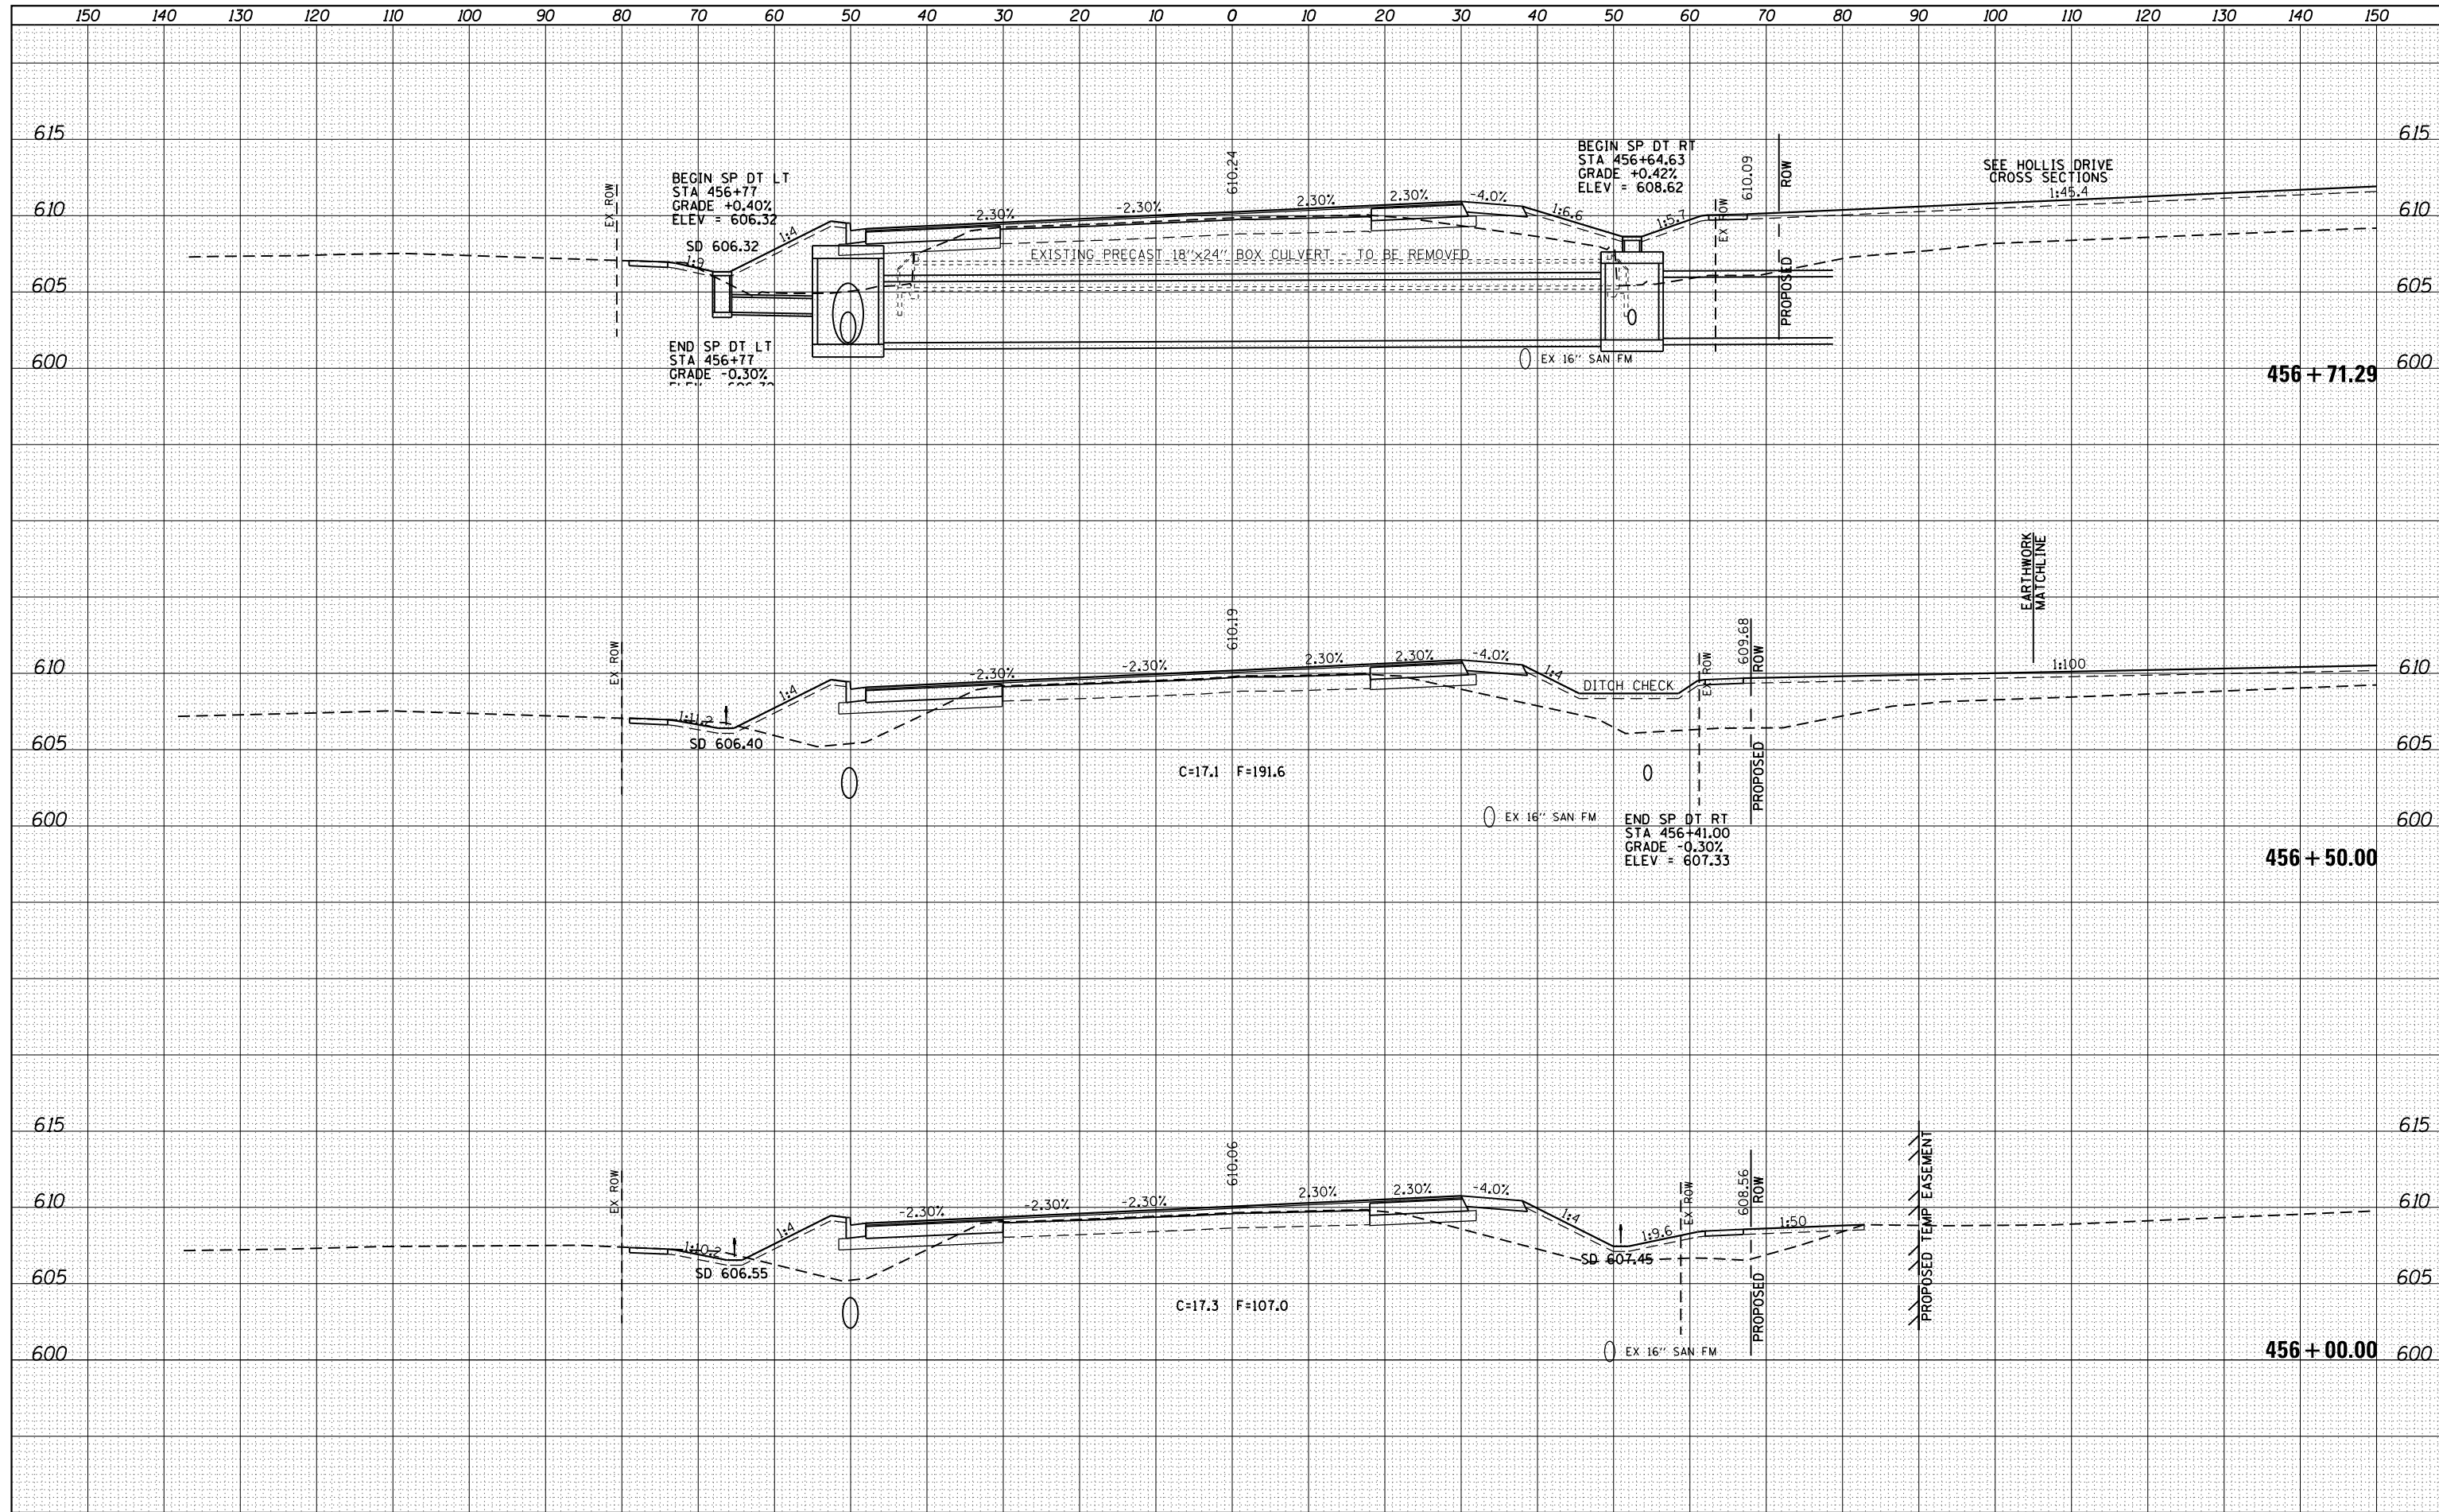 150 140 130 120 110 100 90 80 70 60 50 40 30 20 10 0 10 20 30 40 50 60 70 80 90 100 110 120 130 140 150
615 615
610 610
605 605
600 600
EX ROW
BEGIN SP DT LT
STA 456+77
GRADE +0.40%
ELEV = 606.32
SD 606.32
1:9
1:4
END SP DT LT
STA 456+77
GRADE -0.30%
-2.30%
-2.30%
610.24
2.30%
2.30%
-4.0%
1:6.6
EXISTING PRECAST 18''x24'' BOX CULVERT - TO BE REMOVED
BEGIN SP DT RT
STA 456+64.63
GRADE +0.42%
ELEV = 608.62
1:5.7
EX ROW
610.09
PROPOSED ROW
SEE HOLLIS DRIVE
CROSS SECTIONS
1:45.4
EX 16'' SAN FM
456+71.29
610 610
605 605
600 600
EX ROW
1:11.2
SD 606.40
1:4
-2.30%
-2.30%
610.19
2.30%
2.30%
-4.0%
1:4
DITCH CHECK
EX ROW
609.68
PROPOSED ROW
EARTHWORK
MATCHLINE
1:100
C=17.1 F=191.6
EX 16'' SAN FM
END SP DT RT
STA 456+41.00
GRADE -0.30%
ELEV = 607.33
456+50.00
615 615
610 610
605 605
600 600
EX ROW
1:10.2
SD 606.55
1:4
-2.30%
-2.30%
-2.30%
610.06
2.30%
2.30%
-4.0%
1:4
SD 607.45
1:9.6
EX ROW
608.56
PROPOSED ROW
1:50
PROPOSED TEMP EASEMENT
C=17.3 F=107.0
EX 16'' SAN FM
456+00.00